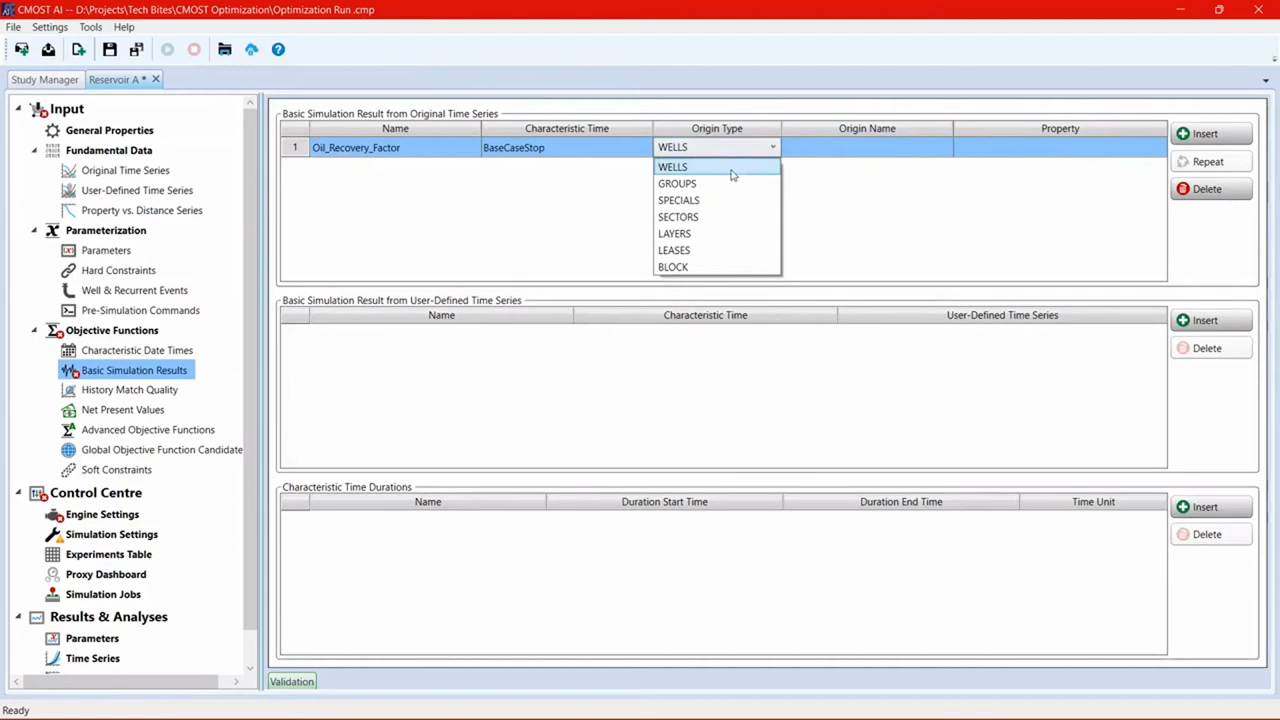 CMOST AI -- D:\Projects\Tech Bites\CMOST Optimization\Optimization Run .cmp
File Settings Tools Help
Study Manager Reservoir A *
Input
General Properties
Fundamental Data
Original Time Series
User-Defined Time Series
Property vs. Distance Series
Parameterization
Parameters
Hard Constraints
Well & Recurrent Events
Pre-Simulation Commands
Objective Functions
Characteristic Date Times
Basic Simulation Results
History Match Quality
Net Present Values
Advanced Objective Functions
Global Objective Function Candidate
Soft Constraints
Control Centre
Engine Settings
Simulation Settings
Experiments Table
Proxy Dashboard
Simulation Jobs
Results & Analyses
Parameters
Time Series
Basic Simulation Result from Original Time Series
Name Characteristic Time Origin Type Origin Name Property
1 Oil_Recovery_Factor BaseCaseStop WELLS
WELLS
GROUPS
SPECIALS
SECTORS
LAYERS
LEASES
BLOCK
Insert
Repeat
Delete
Basic Simulation Result from User-Defined Time Series
Name Characteristic Time User-Defined Time Series
Insert
Delete
Characteristic Time Durations
Name Duration Start Time Duration End Time Time Unit
Insert
Delete
Validation
Ready